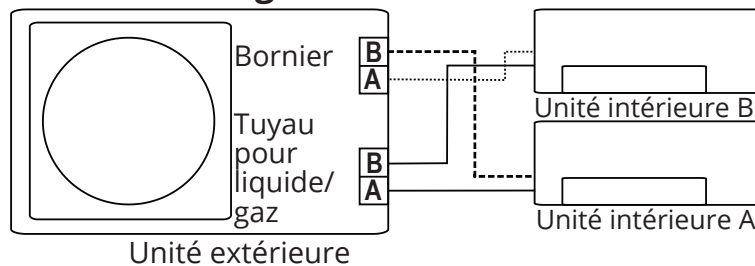 Bornier
B
A
Tuyau
pour
liquide/
gaz
B
A
Unité extérieure
Unité intérieure B
Unité intérieure A